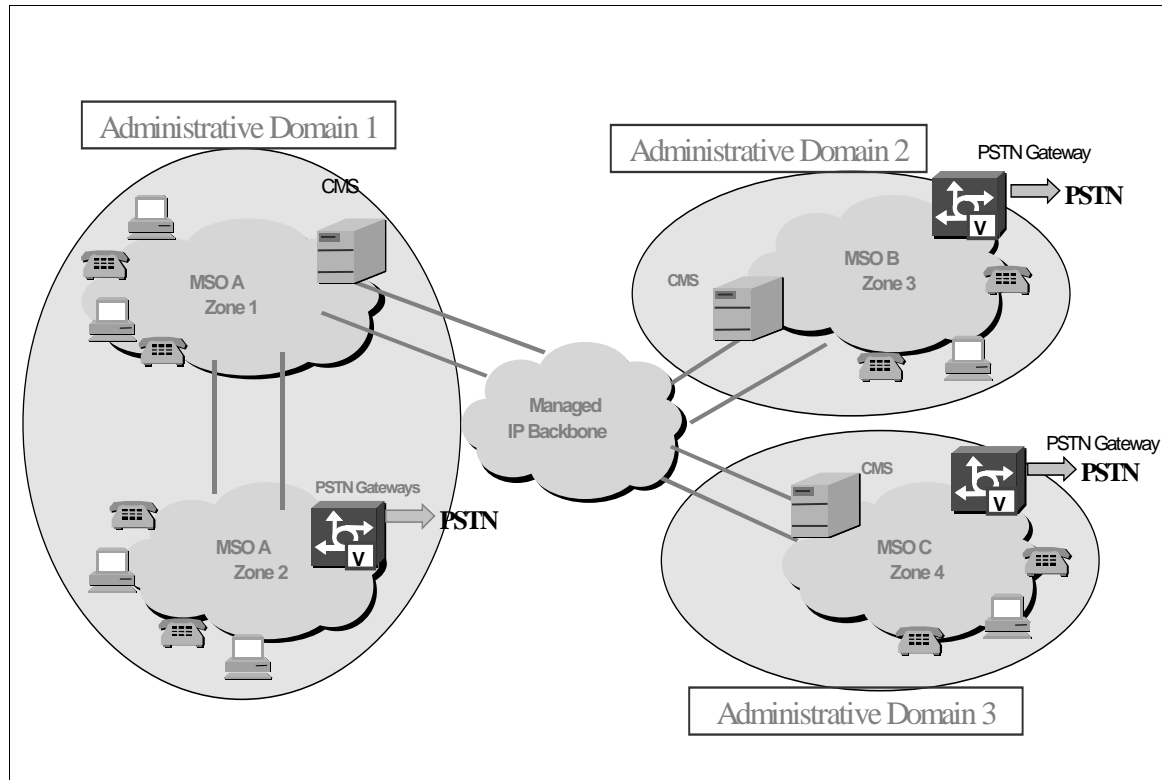 Administrative Domain 1
CMS
MSO A
Zone 1
MSO A
Zone 2
PSTN Gateways
V
PSTN
Managed
IP Backbone
Administrative Domain 2
PSTN Gateway
PSTN
V
CMS
MSO B
Zone 3
PSTN Gateway
PSTN
V
CMS
MSO C
Zone 4
Administrative Domain 3